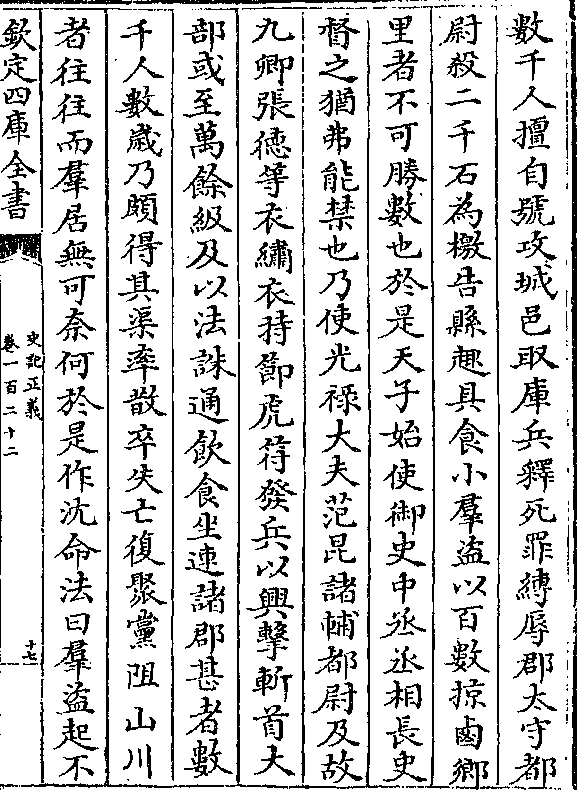 數千人擅自號攻城邑取庫兵釋死罪縳辱郡太守都
尉殺二千石為檄告縣趣具食小羣盜以百數掠鹵鄉
里者不可勝數也於是天子始使御史中丞丞相長史
督之猶弗能禁也乃使光禄大夫范昆諸輔都尉及故
九卿張德等衣繡衣持節虎符發兵以興擊斬首大
部或至萬餘級及以法誅通飲食坐連諸郡甚者數
千人數歲乃頗得其渠率散卒失亡復聚黨阻山川
者往往而羣居無可奈何於是作沈命法曰羣盜起不
欽定四庫全書
史記正義
卷一百二十二
十七